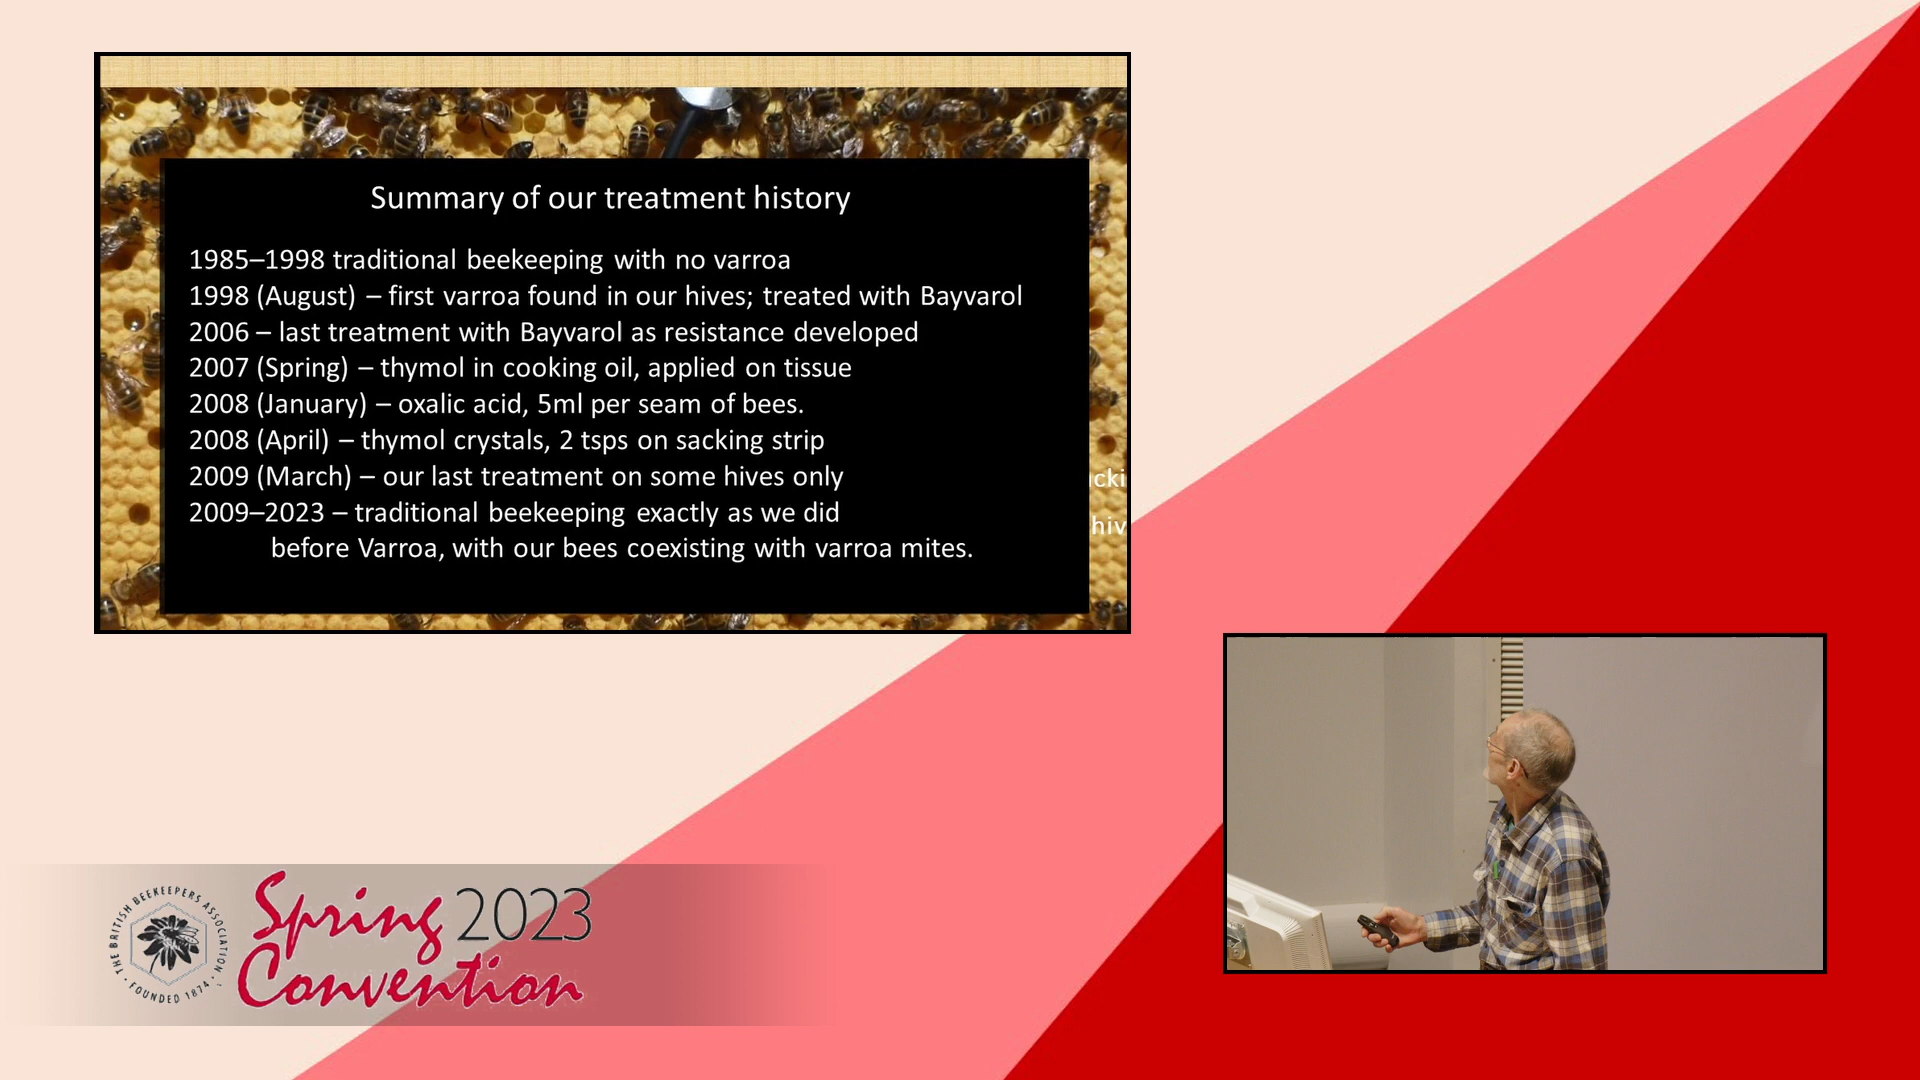 Summary of our treatment history
1985–1998 traditional beekeeping with no varroa
1998 (August) – first varroa found in our hives; treated with Bayvarol
2006 – last treatment with Bayvarol as resistance developed
2007 (Spring) – thymol in cooking oil, applied on tissue
2008 (January) – oxalic acid, 5ml per seam of bees.
2008 (April) – thymol crystals, 2 tsps on sacking strip
2009 (March) – our last treatment on some hives only
2009–2023 – traditional beekeeping exactly as we did
before Varroa, with our bees coexisting with varroa mites.
cki
hiv
THE BRITISH BEEKEEPERS ASSOCIATION
FOUNDED 1874
Spring 2023
Convention